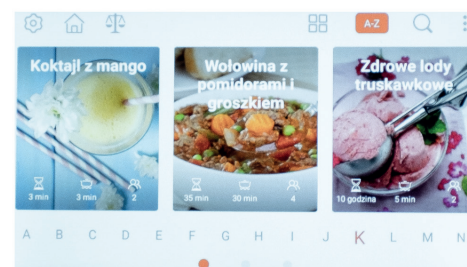 A-Z
Koktajl z mango
3 min 3 min 2
Wołowina z
pomidorami i
groszkiem
35 min 30 min 4
Zdrowe lody
truskawkowe
10 godzina 5 min 2
A B C D E F G H I J K L M N